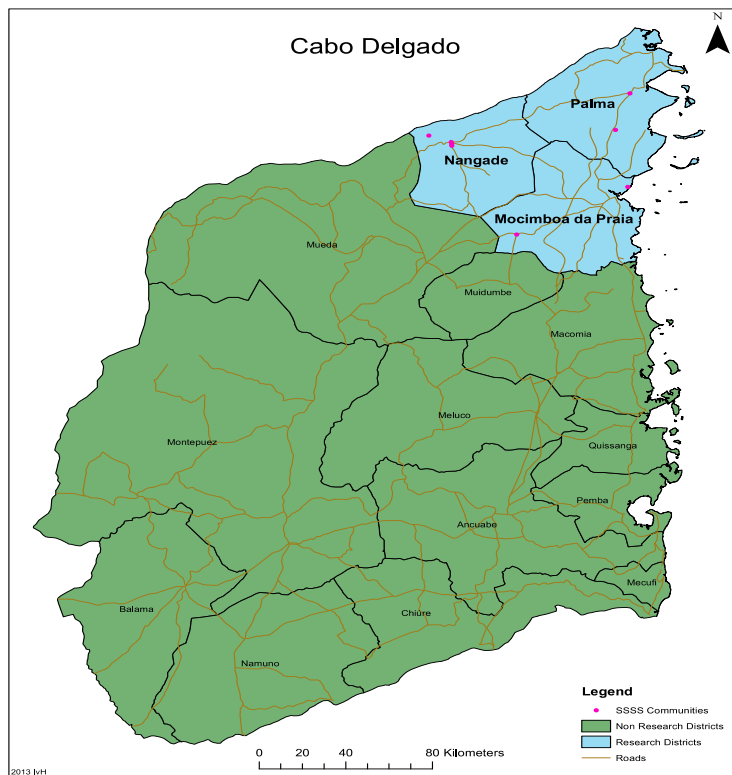 N
Cabo Delgado
Palma
Nangade
Mocimboa da Praia
Mueda
Muidumbe
Macomia
Meluco
Montepuez
Quissanga
Pemba
Ancuabe
Mecufi
Balama
Chiùre
Namuno
Legend
SSSS Communities
Non Research Districts
Research Districts
Roads
0 20 40 80 Kilometers
2013 IvH